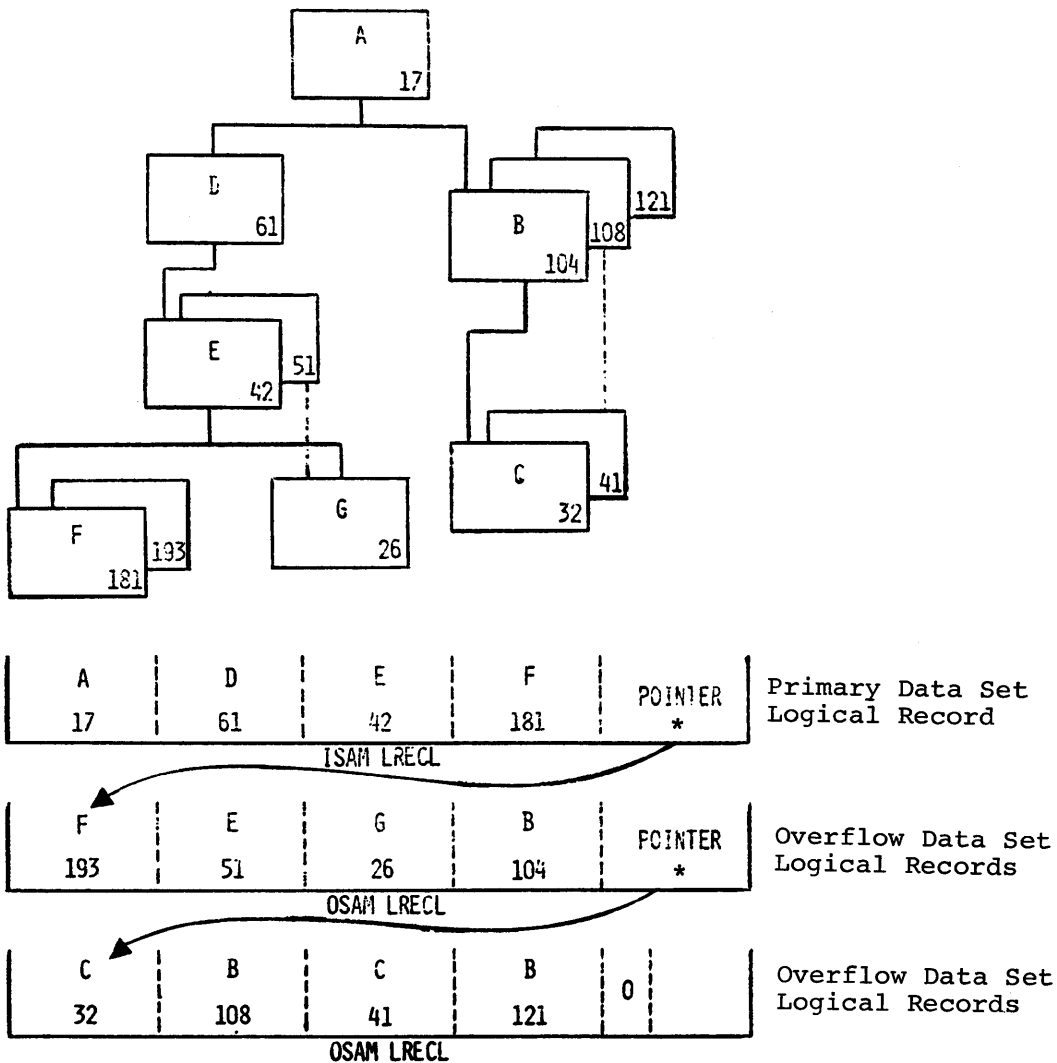 A
17
D
61
B
104
108
121
E
42
51
F
181
193
G
26
C
32
41
A D E F POINTER
17 61 42 181 *
Primary Data Set
Logical Record
ISAM LRECL
F E G B POINTER
193 51 26 104 *
Overflow Data Set
Logical Records
OSAM LRECL
C B C B 0
32 108 41 121
Overflow Data Set
Logical Records
OSAM LRECL